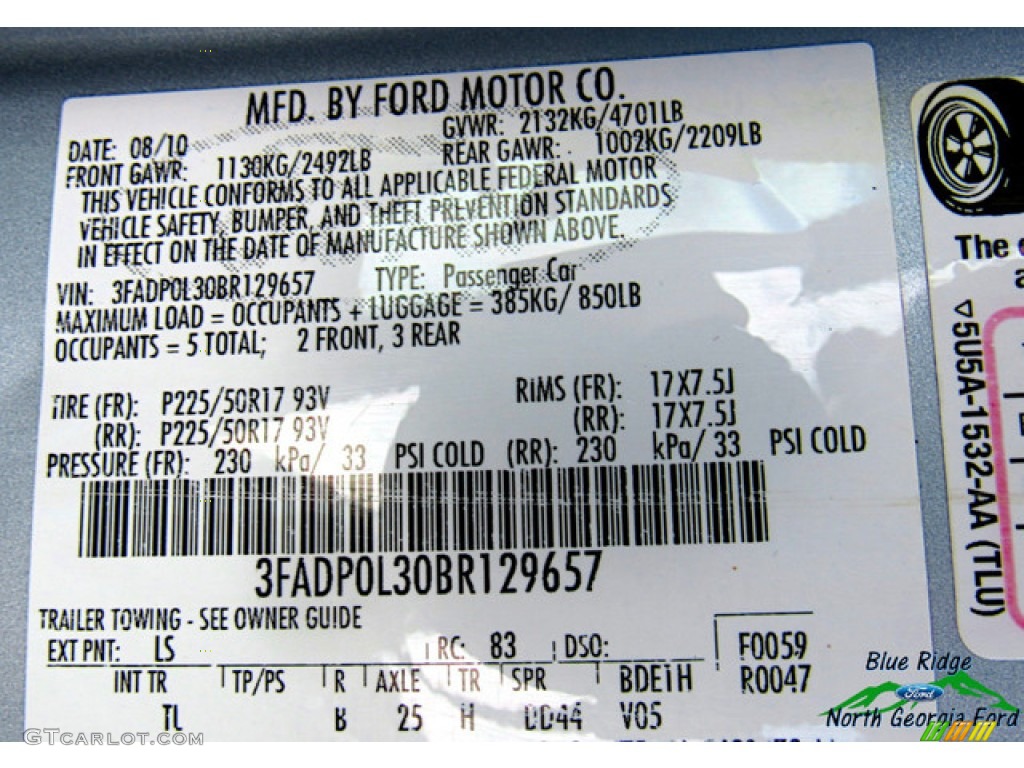 MFD. BY FORD MOTOR CO.
DATE: 08/10 GVWR: 2132KG/4701LB
FRONT GAWR: 1130KG/2492LB REAR GAWR: 1002KG/2209LB
THIS VEHICLE CONFORMS TO ALL APPLICABLE FEDERAL MOTOR
VEHICLE SAFETY, BUMPER, AND THEFT PREVENTION STANDARDS
IN EFFECT ON THE DATE OF MANUFACTURE SHOWN ABOVE.
VIN: 3FADP0L30BR129657 TYPE: Passenger Car
MAXIMUM LOAD = OCCUPANTS + LUGGAGE = 385KG/ 850LB
OCCUPANTS = 5 TOTAL; 2 FRONT, 3 REAR
TIRE (FR): P225/50R17 93V RIMS (FR): 17X7.5J
(RR): P225/50R17 93V (RR): 17X7.5J
PRESSURE (FR): 230 kPa/ 33 PSI COLD (RR): 230 kPa/ 33 PSI COLD
3FADP0L30BR129657
TRAILER TOWING - SEE OWNER GUIDE
EXT PNT: LS RC: 83 DSO: F0059
INT TR TP/PS R AXLE TR SPR BDEIH R0047
TL B 25 H DD44 V05
The
5U5A-1532-AA (TLU)
Blue Ridge
Ford
North Georgia Ford
GTcarlot.com